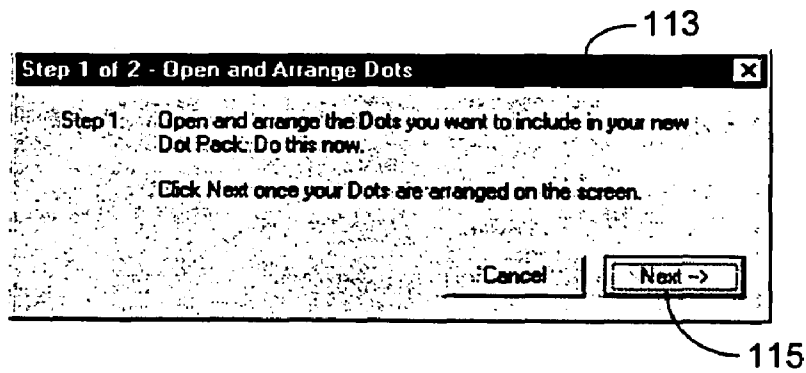 113
Step 1 of 2 - Open and Arrange Dots
Step 1: Open and arrange the Dots you want to include in your new
Dot Pack. Do this now.
Click Next once your Dots are arranged on the screen.
Cancel Next ->
115